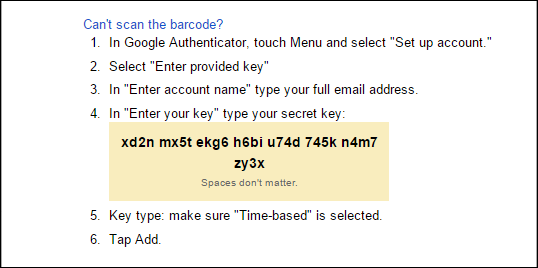 Can't scan the barcode?
1. In Google Authenticator, touch Menu and select "Set up account."
2. Select "Enter provided key"
3. In "Enter account name" type your full email address.
4. In "Enter your key" type your secret key:
xd2n mx5t ekg6 h6bi u74d 745k n4m7
zy3x
Spaces don't matter.
5. Key type: make sure "Time-based" is selected.
6. Tap Add.